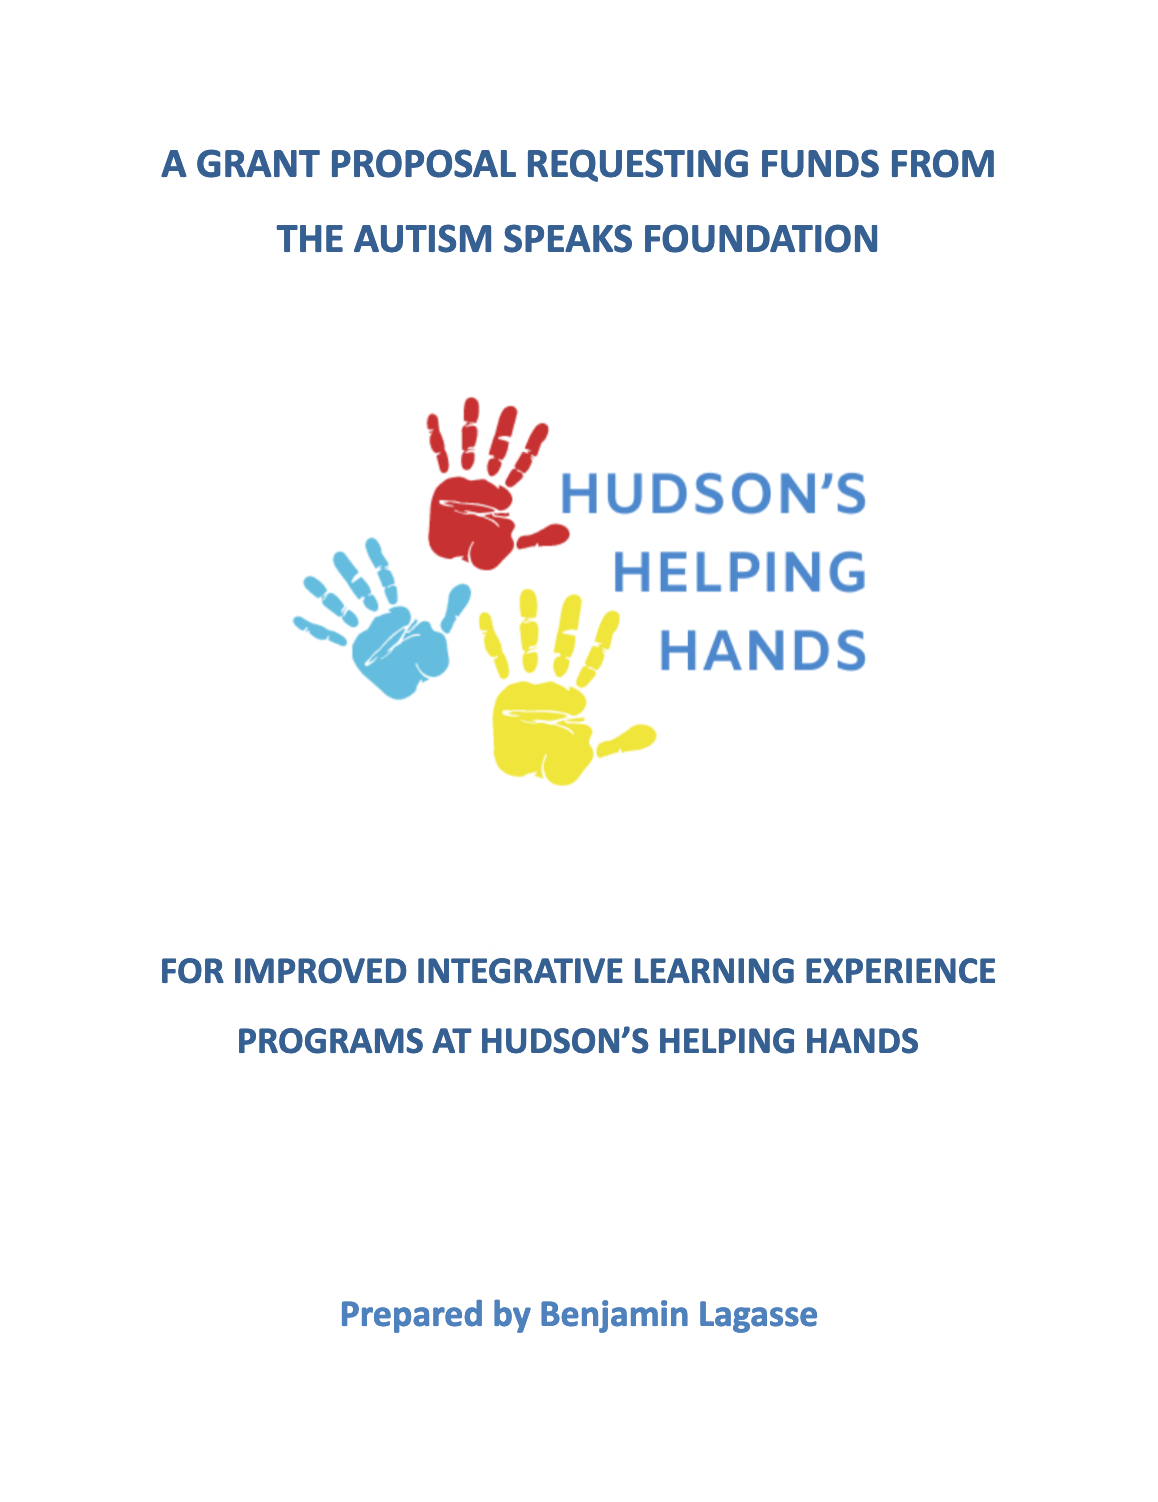 A GRANT PROPOSAL REQUESTING FUNDS FROM
THE AUTISM SPEAKS FOUNDATION
HUDSON’S
HELPING
HANDS
FOR IMPROVED INTEGRATIVE LEARNING EXPERIENCE
PROGRAMS AT HUDSON’S HELPING HANDS
Prepared by Benjamin Lagasse